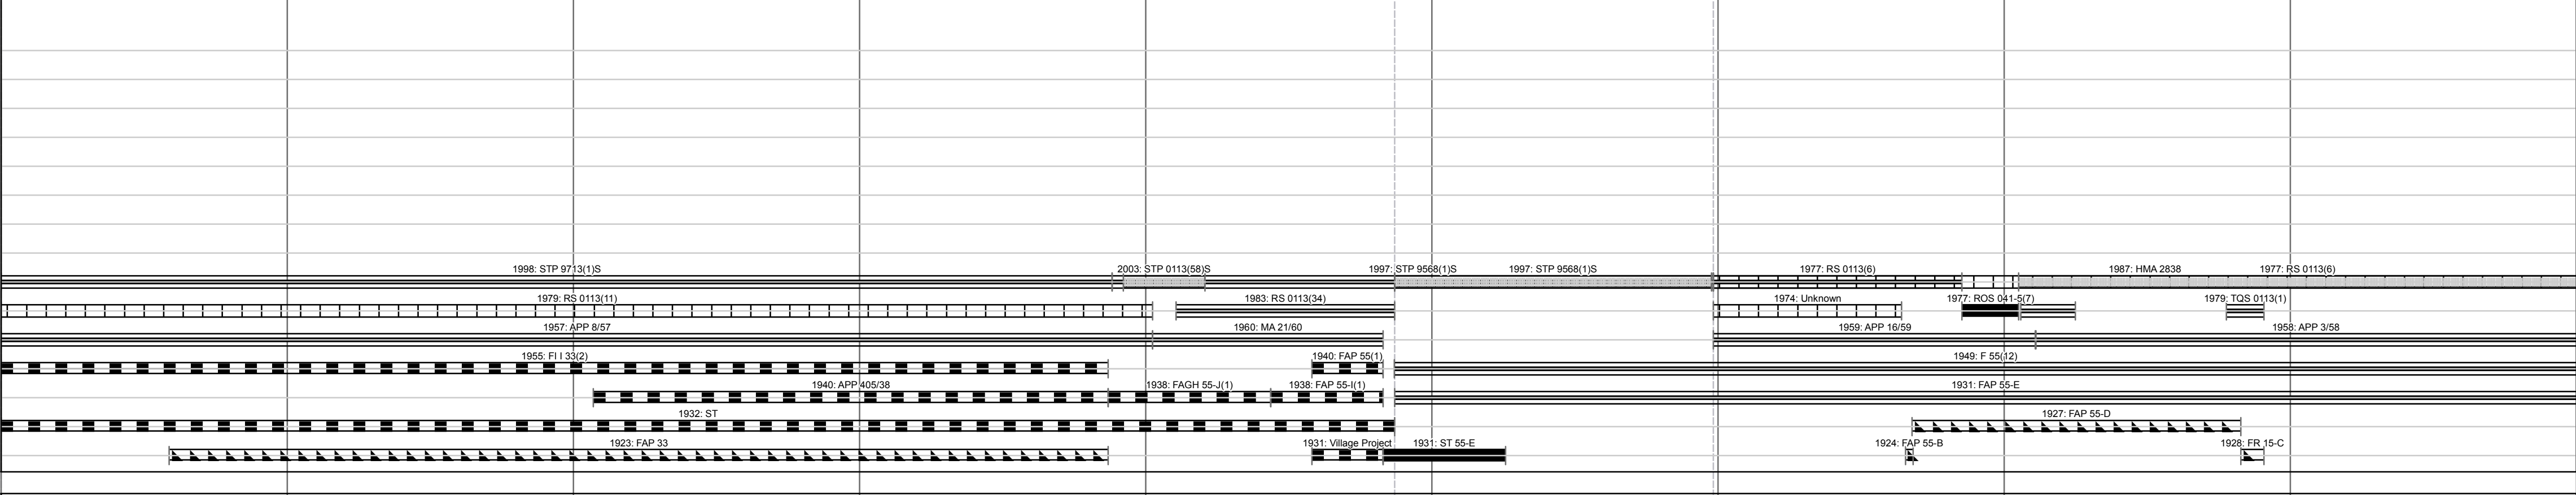 1998: STP 9713(1)S 2003: STP 0113(58)S 1997: STP 9568(1)S 1997: STP 9568(1)S 1977: RS 0113(6) 1987: HMA 2838 1977: RS 0113(6)
1979: RS 0113(11) 1983: RS 0113(34) 1974: Unknown 1977: ROS 041-5(7) 1979: TQS 0113(1)
1957: APP 8/57 1960: MA 21/60 1959: APP 16/59 1958: APP 3/58
1955: FI I 33(2) 1940: FAP 55(1) 1949: F 55(12)
1940: APP 405/38 1938: FAGH 55-J(1) 1938: FAP 55-I(1) 1931: FAP 55-E
1932: ST 1927: FAP 55-D
1923: FAP 33 1931: Village Project 1931: ST 55-E 1924: FAP 55-B 1928: FR 15-C